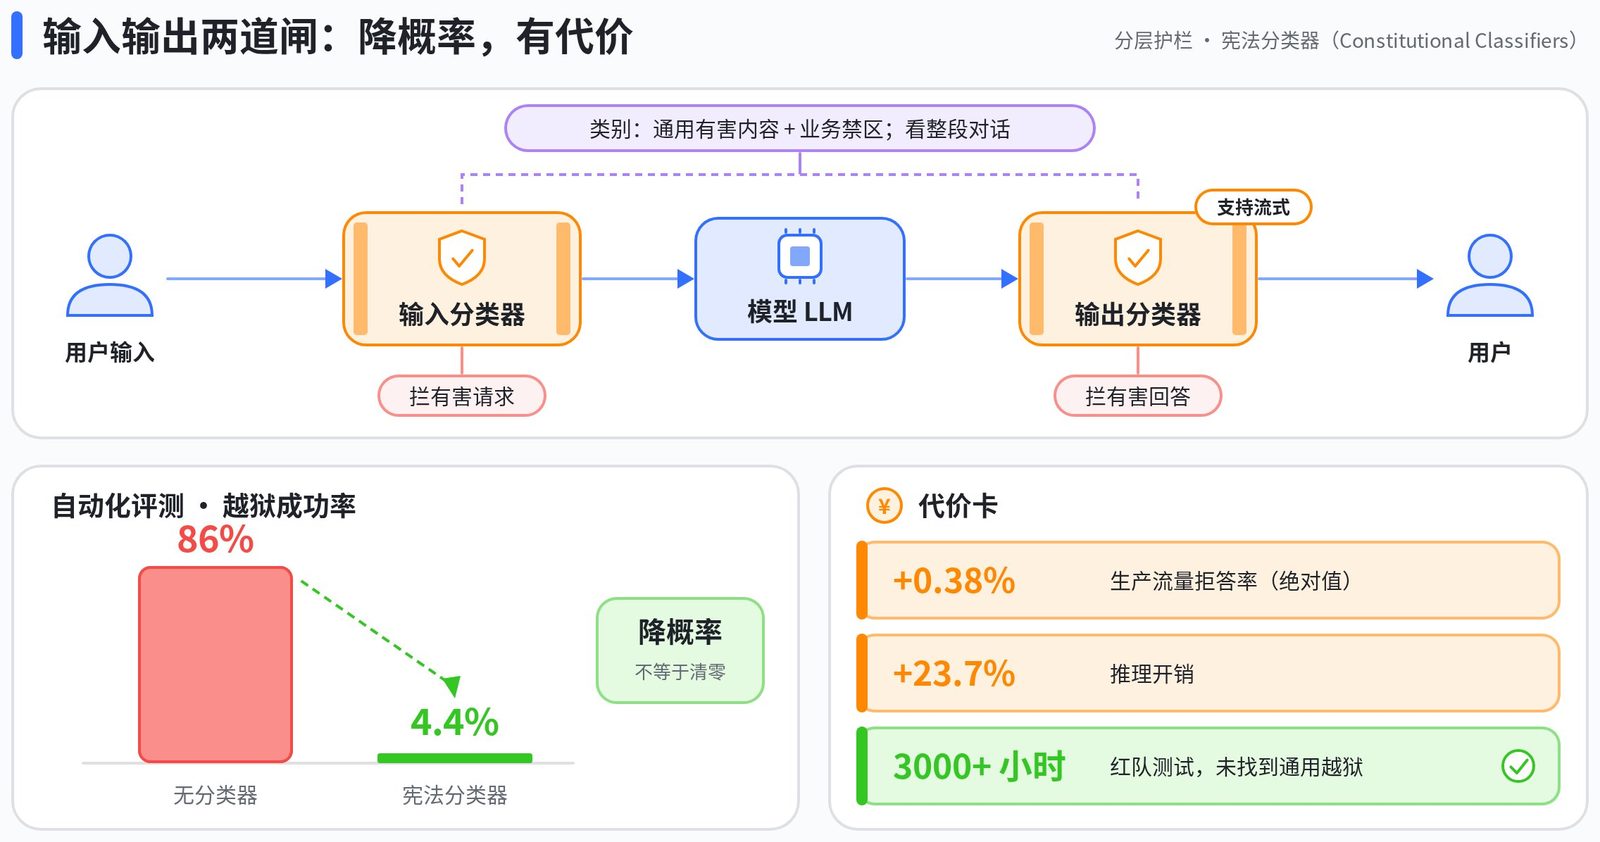 输入输出两道闸：降概率，有代价
分层护栏 · 宪法分类器（Constitutional Classifiers）
类别：通用有害内容 + 业务禁区；看整段对话
支持流式
输入分类器
模型 LLM
输出分类器
用户输入
用户
拦有害请求
拦有害回答
自动化评测 · 越狱成功率
86%
4.4%
无分类器
宪法分类器
降概率
不等于清零
¥ 代价卡
+0.38% 生产流量拒答率（绝对值）
+23.7% 推理开销
3000+ 小时 红队测试，未找到通用越狱